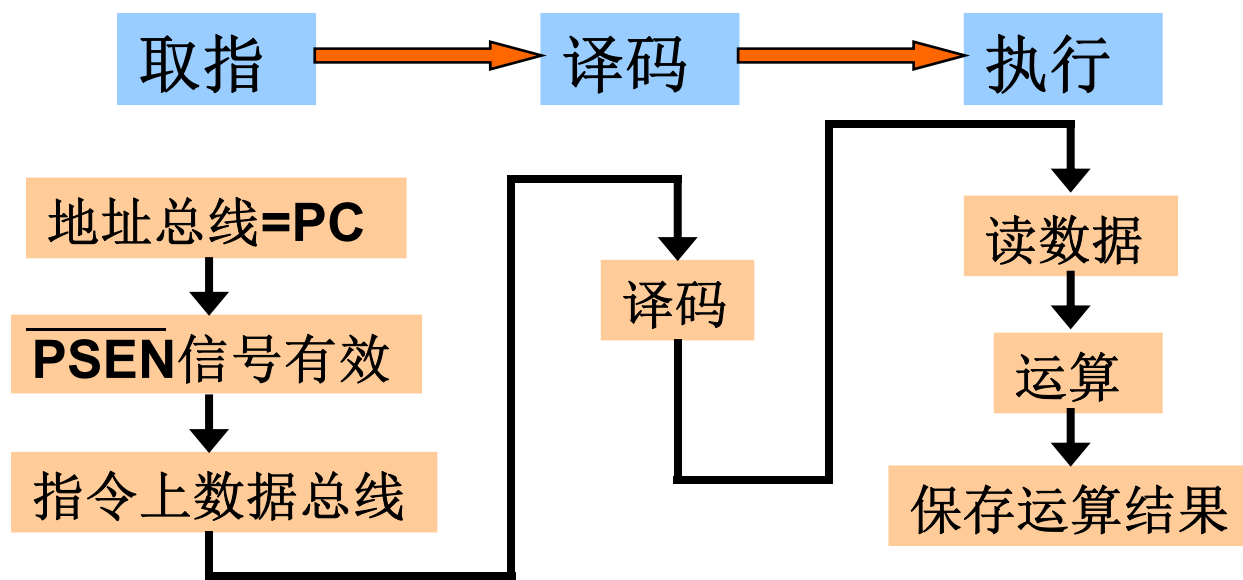 取指
译码
执行
地址总线=PC
PSEN信号有效
指令上数据总线
译码
读数据
运算
保存运算结果